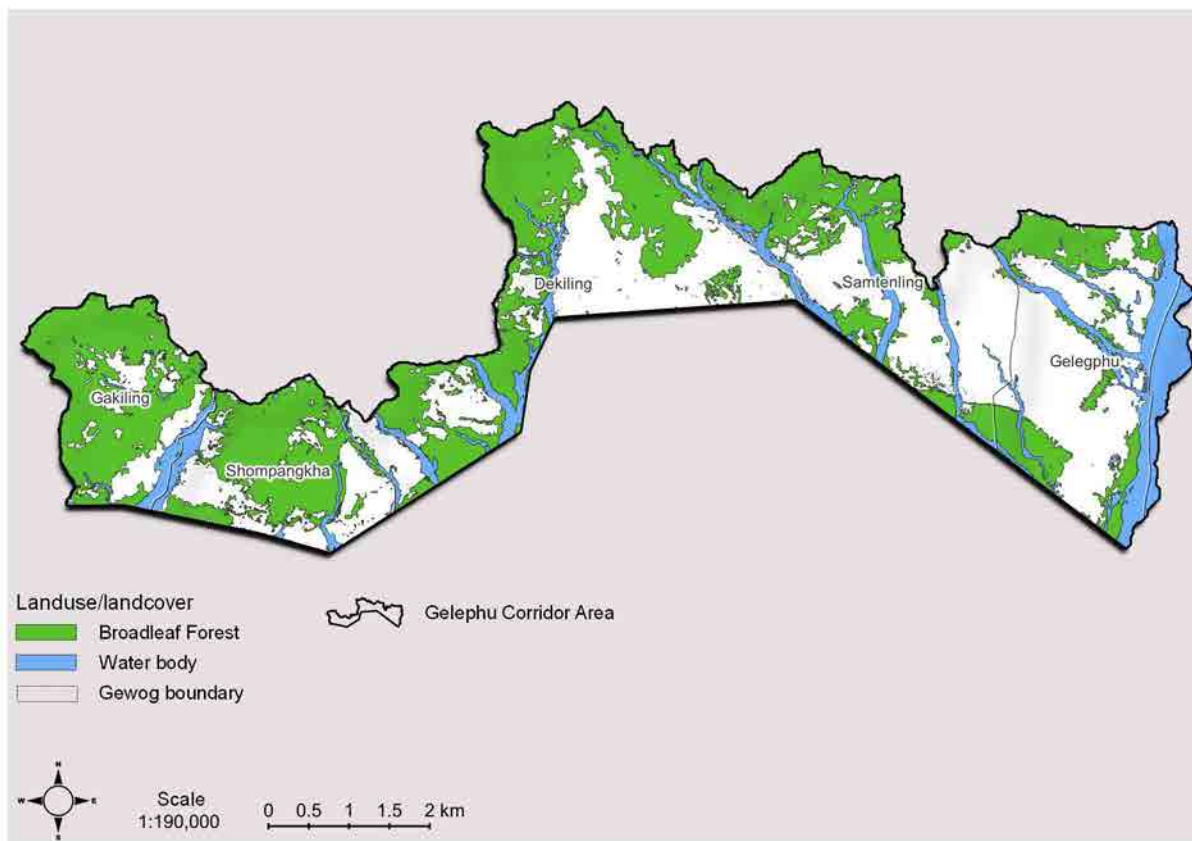 Dekiling
Samtenling
Gelegphu
Gakiling
Shompangkha
Landuse/landcover
Broadleaf Forest
Water body
Gewog boundary
Gelephu Corridor Area
N
W E
S
Scale
1:190,000
0 0.5 1 1.5 2 km